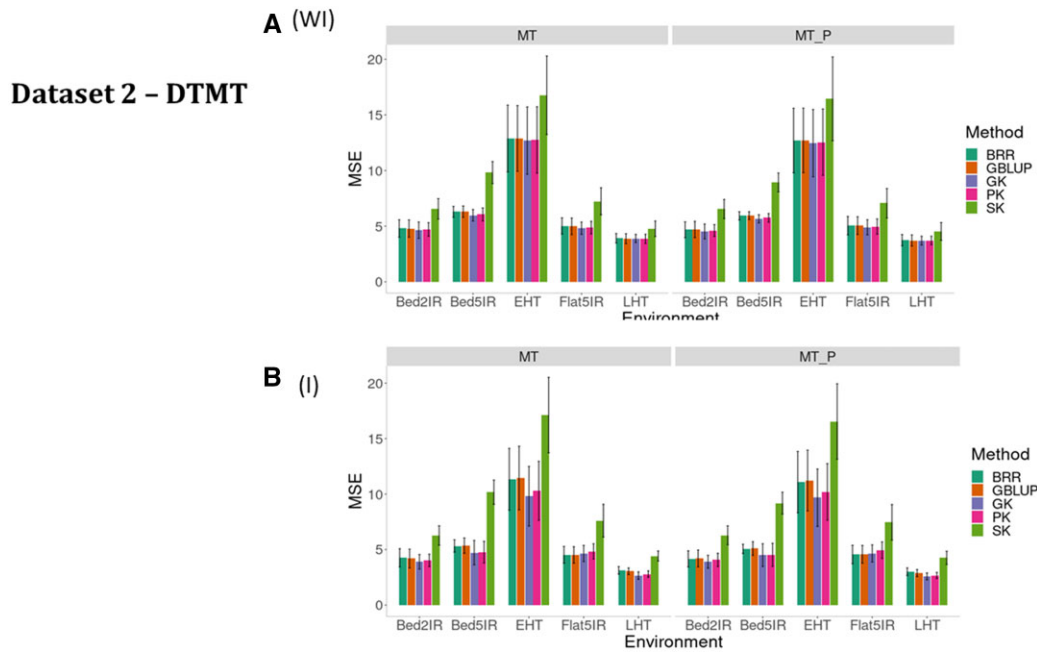 Dataset 2 – DTMT
A (WI)
MT MT_P
20
15
10
5
0
MSE
Bed2IR Bed5IR EHT Flat5IR LHT Bed2IR Bed5IR EHT Flat5IR LHT
Environment
Method
BRR
GBLUP
GK
PK
SK
B (I)
MT MT_P
20
15
10
5
0
MSE
Bed2IR Bed5IR EHT Flat5IR LHT Bed2IR Bed5IR EHT Flat5IR LHT
Environment
Method
BRR
GBLUP
GK
PK
SK